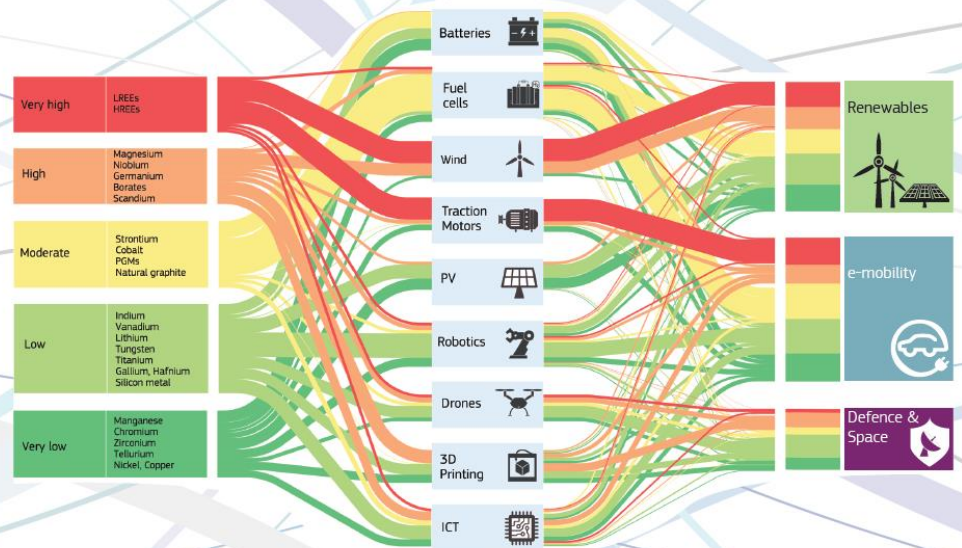 Very high
LREEs
HREEs
High
Magnesium
Niobium
Germanium
Borates
Scandium
Moderate
Strontium
Cobalt
PGMs
Natural graphite
Low
Indium
Vanadium
Lithium
Tungsten
Titanium
Gallium, Hafnium
Silicon metal
Very low
Manganese
Chromium
Zirconium
Tellurium
Nickel, Copper
Batteries
Fuel
cells
Wind
Traction
Motors
PV
Robotics
Drones
3D
Printing
ICT
Renewables
e-mobility
Defence &
Space